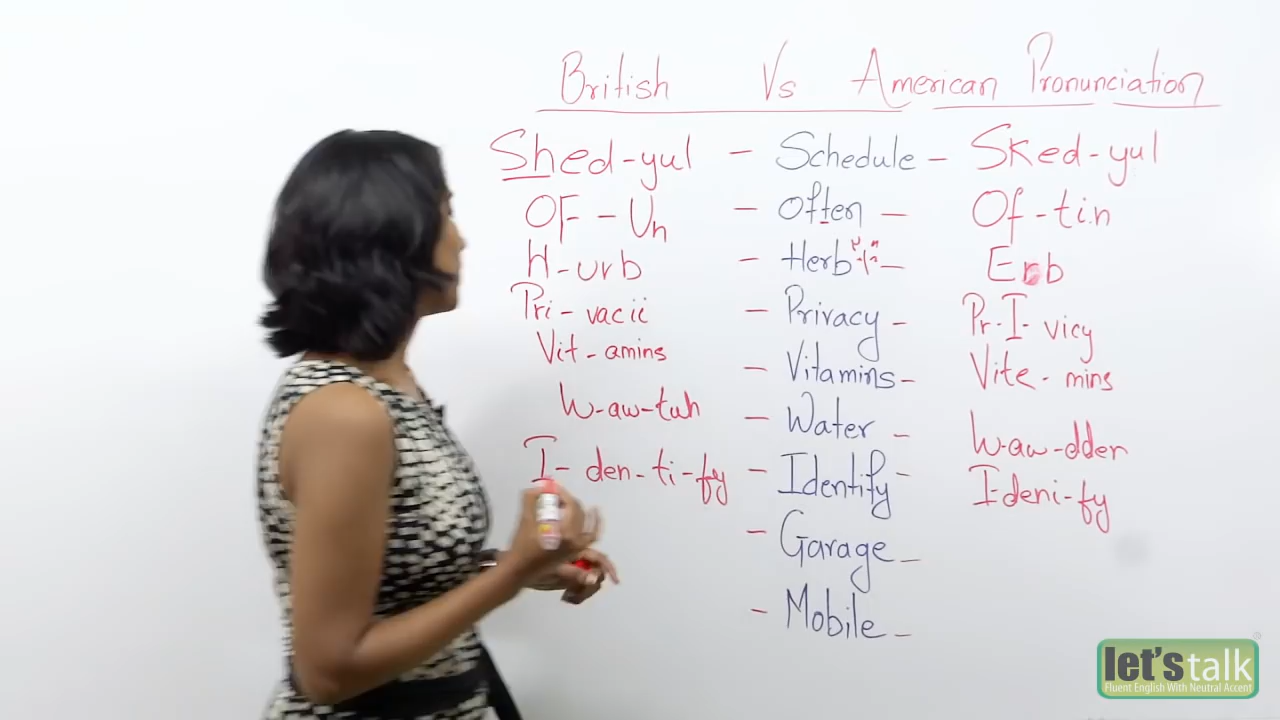 British Vs American Pronunciation
Shed-yul - Schedule - Sked-yul
OF-Un - Often - Of-tin
H-urb - Herb - Erb
Pri-vacii - Privacy - Pr-I-vicy
Vit-amins - Vitamins - Vite-mins
W-aw-tuh - Water - W-aw-dder
I-den-ti-fy - Identify - I-deni-fy
- Garage -
- Mobile -
let's talk
Fluent English With Neutral Accent